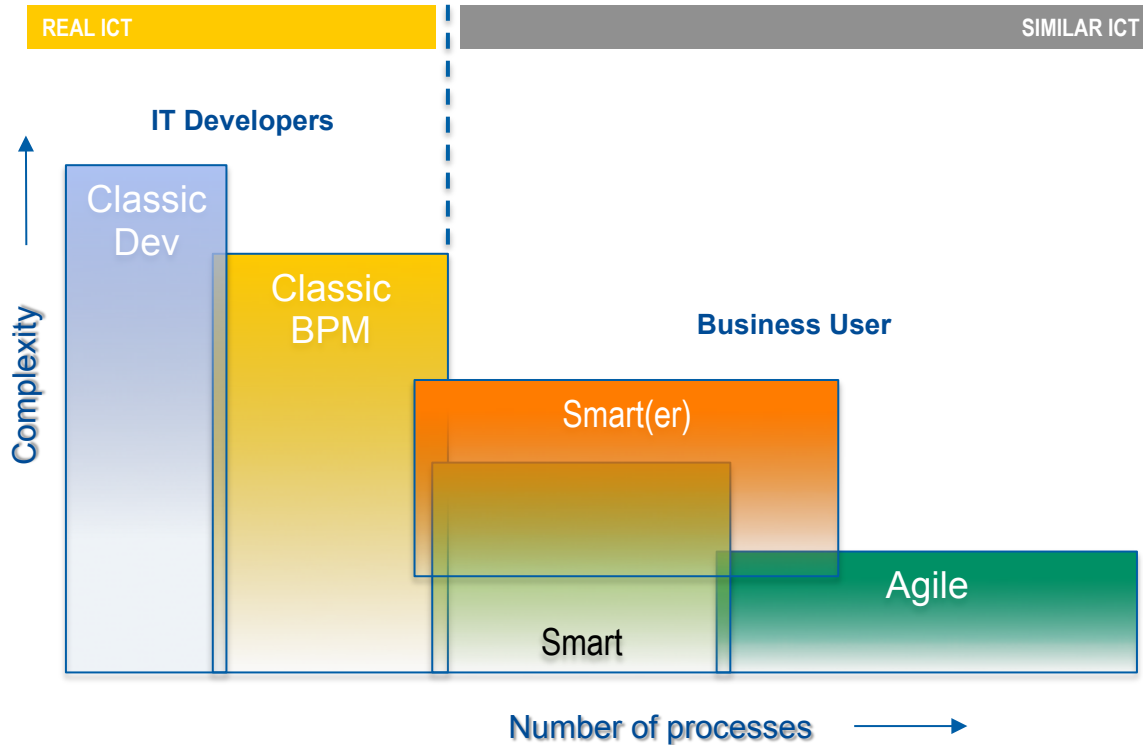 REAL ICT
SIMILAR ICT
IT Developers
Classic
Dev
Classic
BPM
Complexity
Business User
Smart(er)
Agile
Smart
Number of processes